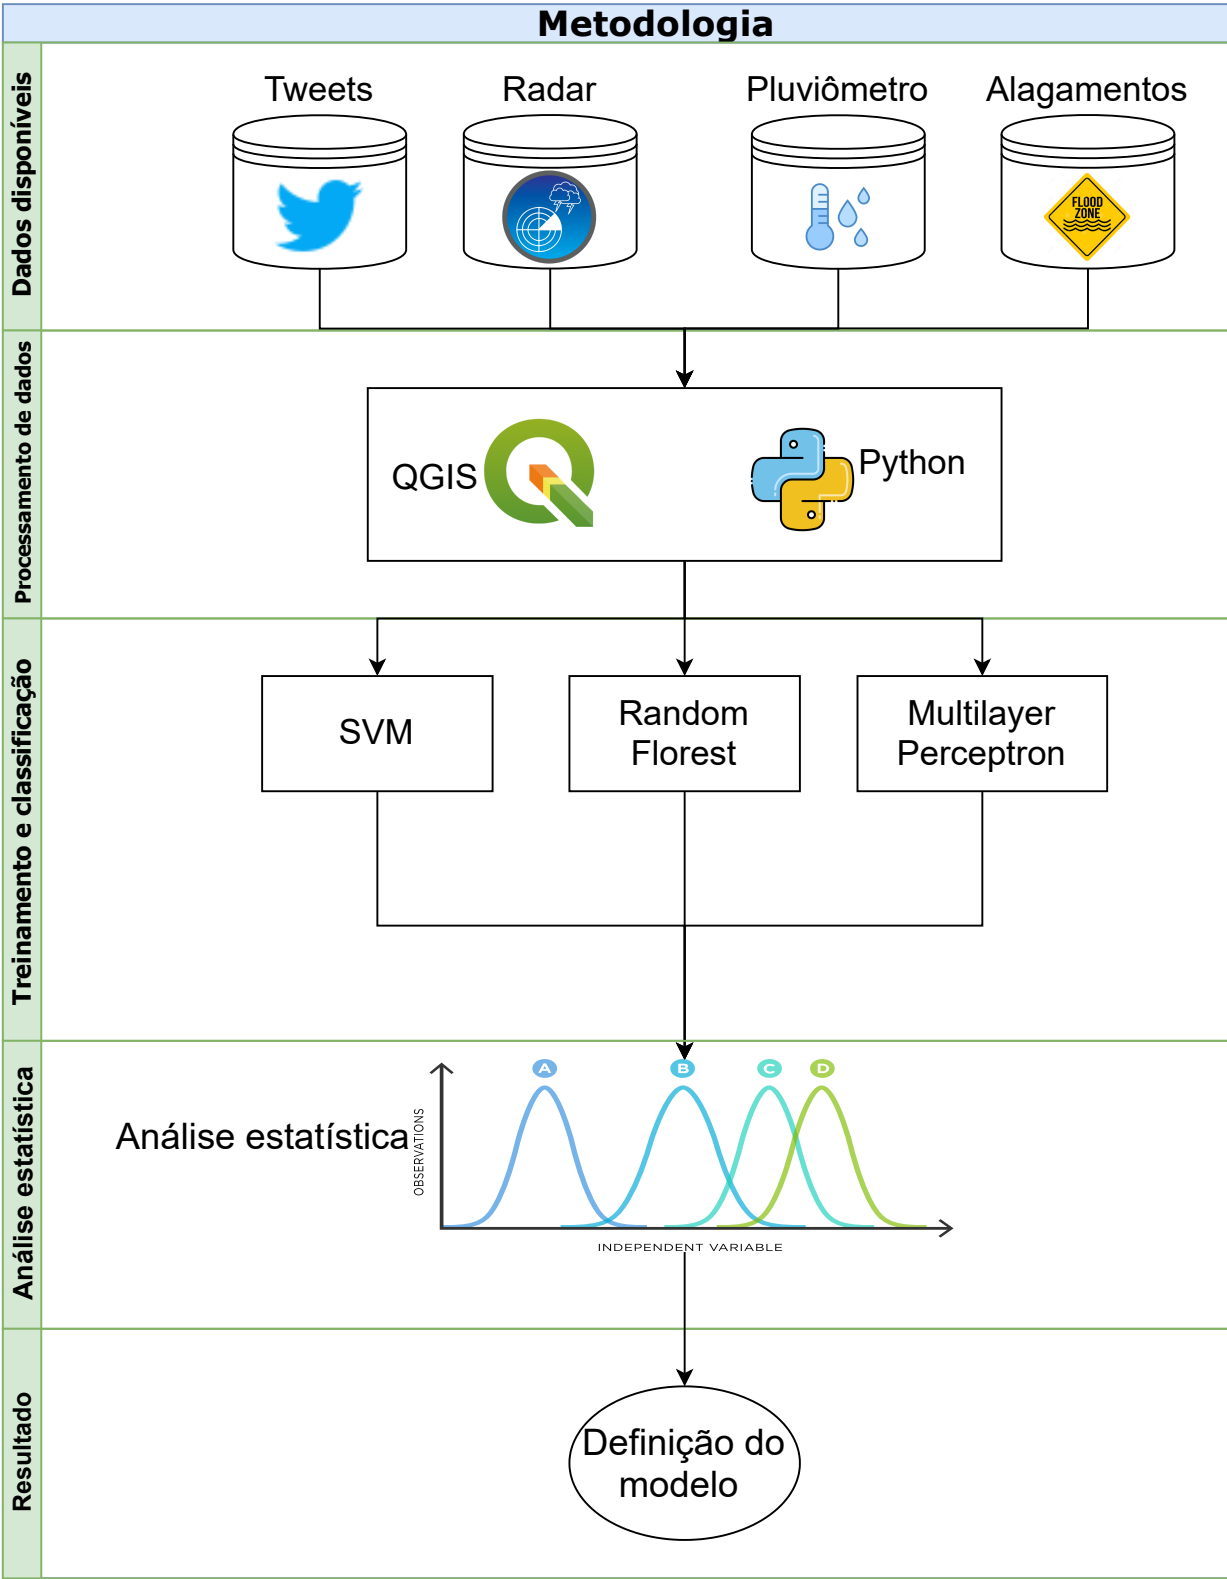 Metodologia
Dados disponíveis
Tweets
Radar
Pluviômetro
Alagamentos
FLOOD
ZONE
Processamento de dados
QGIS
Python
Treinamento e classificação
SVM
Random
Florest
Multilayer
Perceptron
Análise estatística
Análise estatística
OBSERVATIONS
A
B
C
D
INDEPENDENT VARIABLE
Resultado
Definição do
modelo